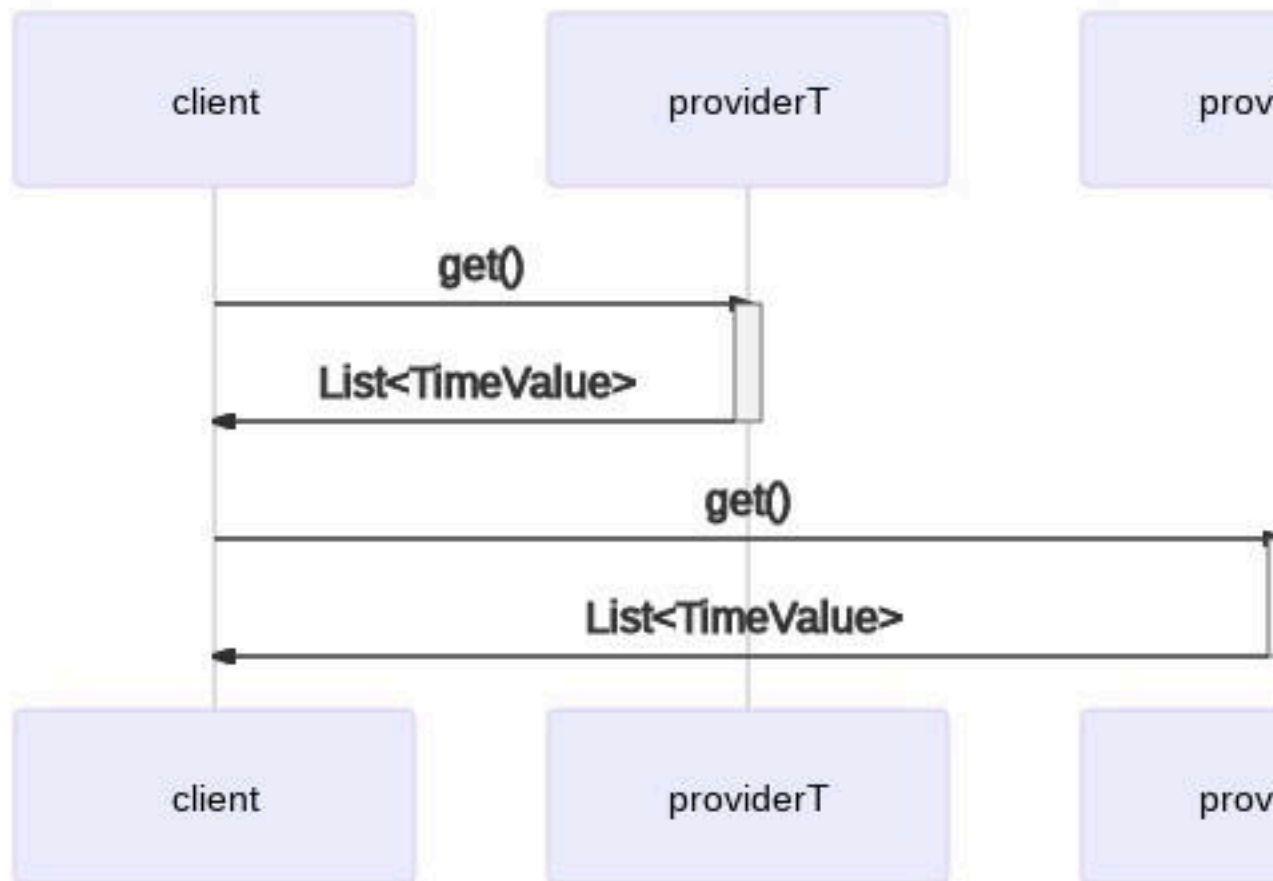 client providerT prov
get()
List<TimeValue>
get()
List<TimeValue>
client providerT prov